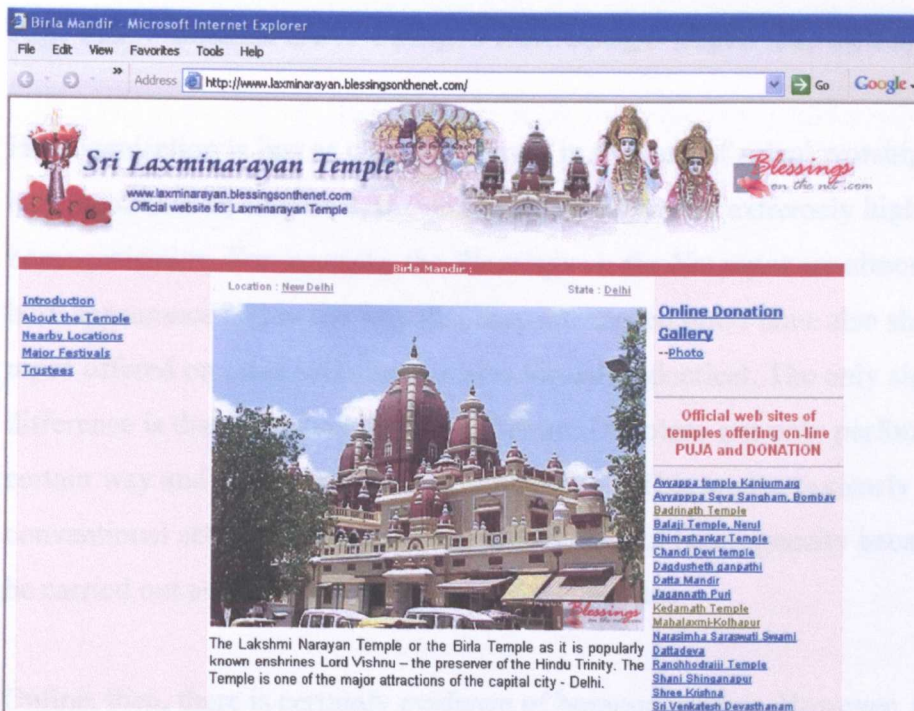 Birla Mandir - Microsoft Internet Explorer
File Edit View Favorites Tools Help
» Address http://www.laxminarayan.blessingsonthenet.com/ Go Google
Sri Laxminarayan Temple
www.laxminarayan.blessingsonthenet.com
Official website for Laxminarayan Temple
Blessings
on the net .com
Birla Mandir :
Location : New Delhi State : Delhi
Introduction
About the Temple
Nearby Locations
Major Festivals
Trustees
Blessings
The Lakshmi Narayan Temple or the Birla Temple as it is popularly
known enshrines Lord Vishnu – the preserver of the Hindu Trinity. The
Temple is one of the major attractions of the capital city - Delhi.
Online Donation
Gallery
--Photo
Official web sites of
temples offering on-line
PUJA and DONATION
Ayyappa temple Kanjumarg
Ayyapppa Seva Sangham, Bombay
Badrinath Temple
Balaji Temple, Nerul
Bhimashankar Temple
Chandi Devi temple
Dagdusheth ganpathi
Datta Mandir
Jagannath Puri
Kedarnath Temple
Mahalaxmi-Kolhapur
Narasimha Saraswati Swami
Dattadeva
Ranchhodraiji Temple
Shani Shinganapur
Shree Krishna
Sri Venkatesh Devasthanam